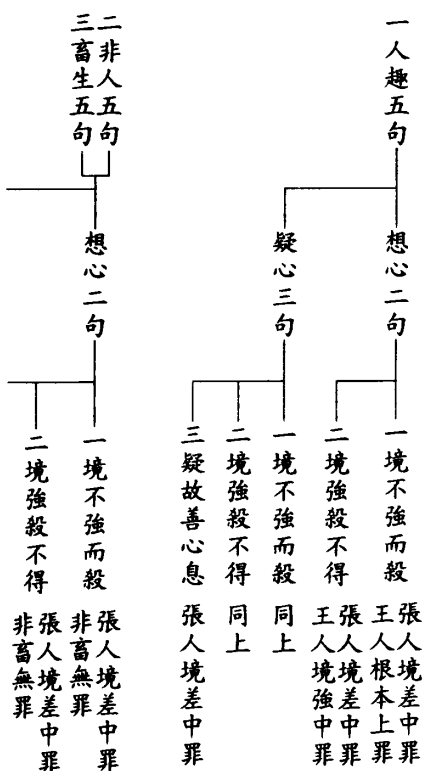 一人趣五句
想心二句
一境不強而殺
張人境差中罪
王人根本上罪
二境強殺不得
張人境差中罪
王人境強中罪
疑心三句
一境不強而殺
同上
二境強殺不得
同上
三疑故善心息
張人境差中罪
二非人五句
三畜生五句
想心二句
一境不強而殺
張人境差中罪
非畜無罪
二境強殺不得
張人境差中罪
非畜無罪